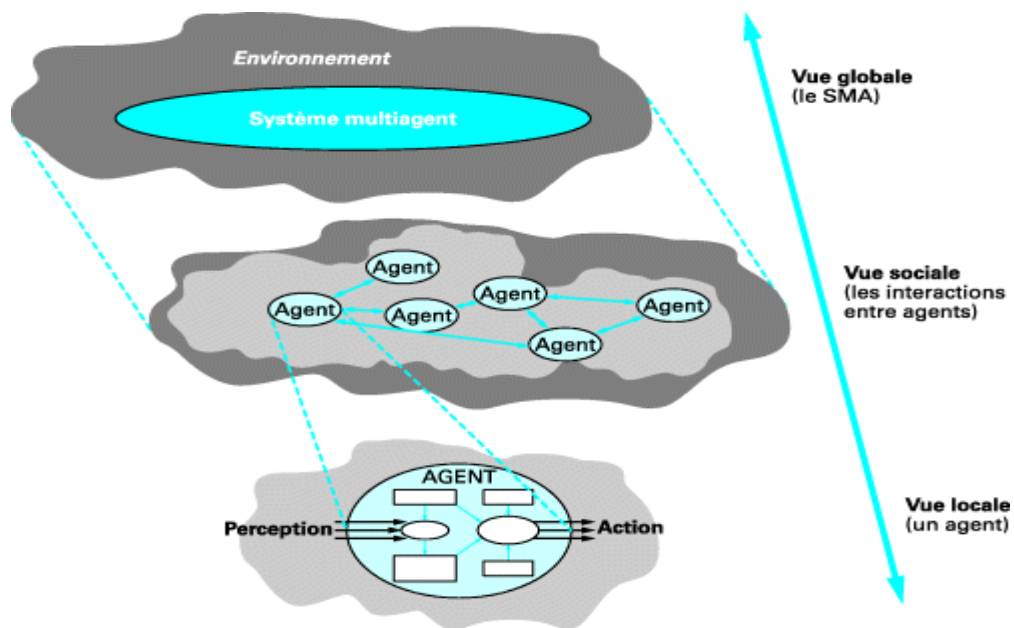 Environnement
Système multiagent
Vue globale
(le SMA)
Agent
Agent
Agent
Agent
Agent
Agent
Vue sociale
(les interactions
entre agents)
AGENT
Perception
Action
Vue locale
(un agent)